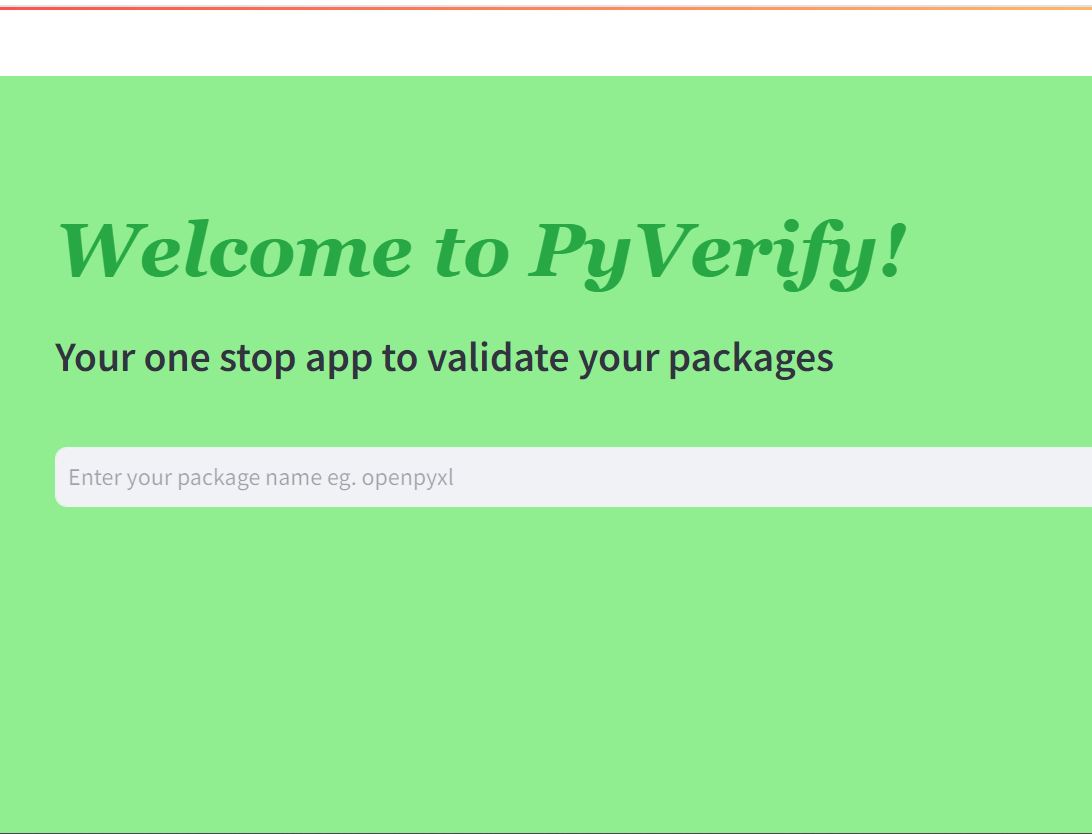 Welcome to PyVerify!
Your one stop app to validate your packages
Enter your package name eg. openpyxl